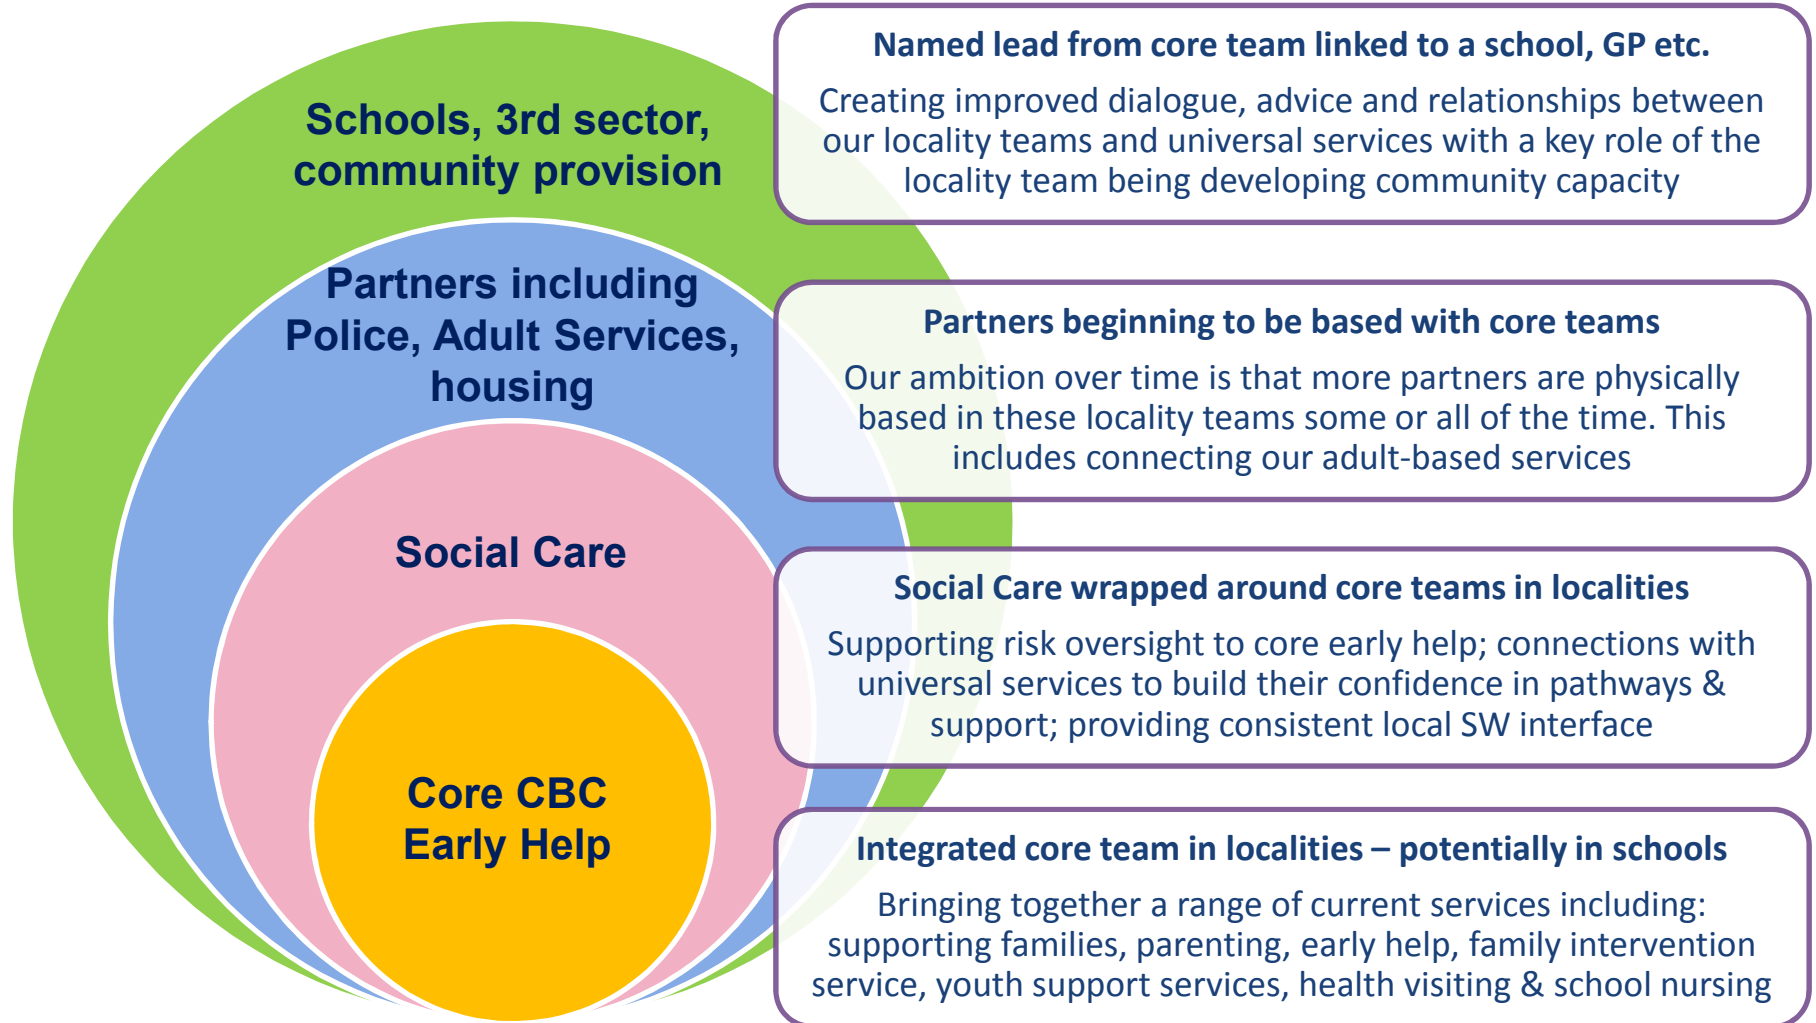 Schools, 3rd sector,
community provision
Named lead from core team linked to a school, GP etc.
Creating improved dialogue, advice and relationships between
our locality teams and universal services with a key role of the
locality team being developing community capacity
Partners including
Police, Adult Services,
housing
Partners beginning to be based with core teams
Our ambition over time is that more partners are physically
based in these locality teams some or all of the time. This
includes connecting our adult-based services
Social Care
Social Care wrapped around core teams in localities
Supporting risk oversight to core early help; connections with
universal services to build their confidence in pathways &
support; providing consistent local SW interface
Core CBC
Early Help
Integrated core team in localities – potentially in schools
Bringing together a range of current services including:
supporting families, parenting, early help, family intervention
service, youth support services, health visiting & school nursing